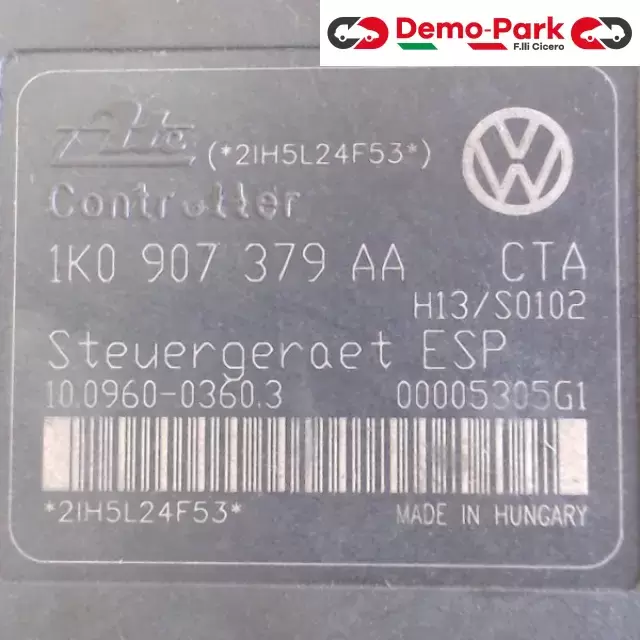 Demo-Park
F.lli Cicero
Ate (*2IH5L24F53*)
Controller
1K0 907 379 AA CTA
H13/S0102
Steuergeraet ESP
10.0960-0360.3 00005305G1
*2IH5L24F53* MADE IN HUNGARY